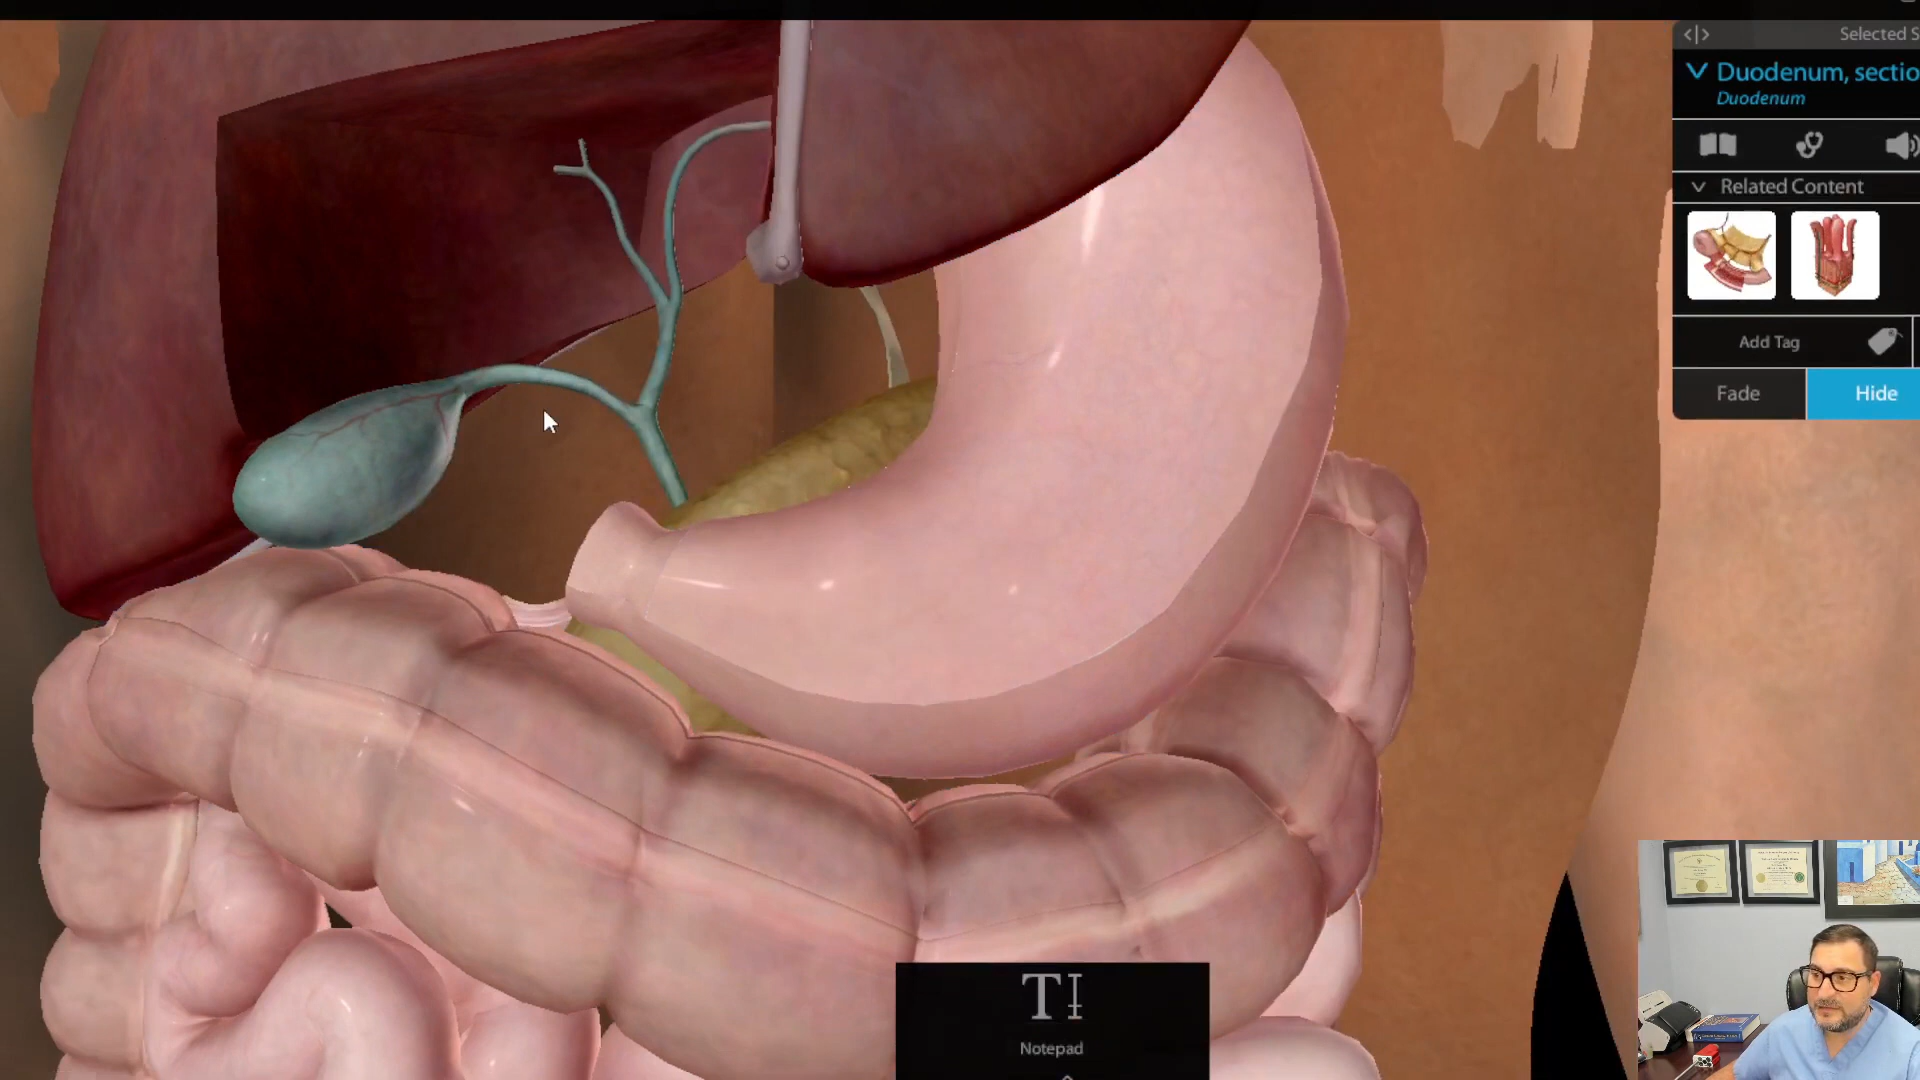 Selected S
Duodenum, sectio
Duodenum
Related Content
Add Tag
Fade
Hide
Notepad